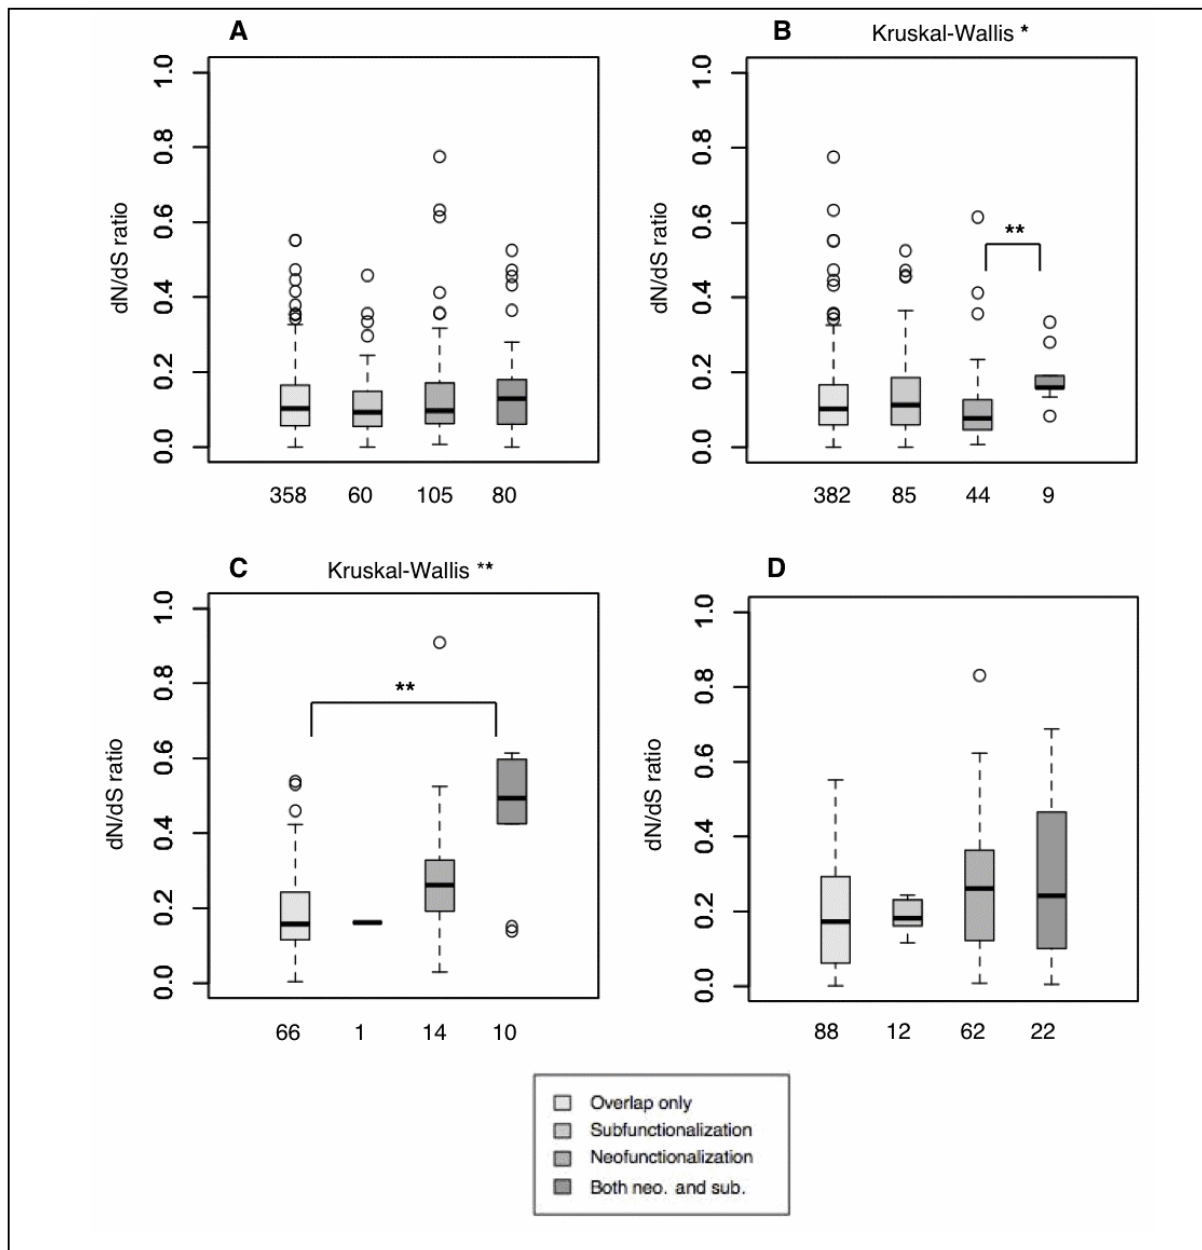 A
B Kruskal-Wallis *
dN/dS ratio
1.0
0.8
0.6
0.4
0.2
0.0
358 60 105 80
dN/dS ratio
1.0
0.8
0.6
0.4
0.2
0.0
**
382 85 44 9
C Kruskal-Wallis **
D
dN/dS ratio
1.0
0.8
0.6
0.4
0.2
0.0
**
66 1 14 10
dN/dS ratio
1.0
0.8
0.6
0.4
0.2
0.0
88 12 62 22
Overlap only
Subfunctionalization
Neofunctionalization
Both neo. and sub.